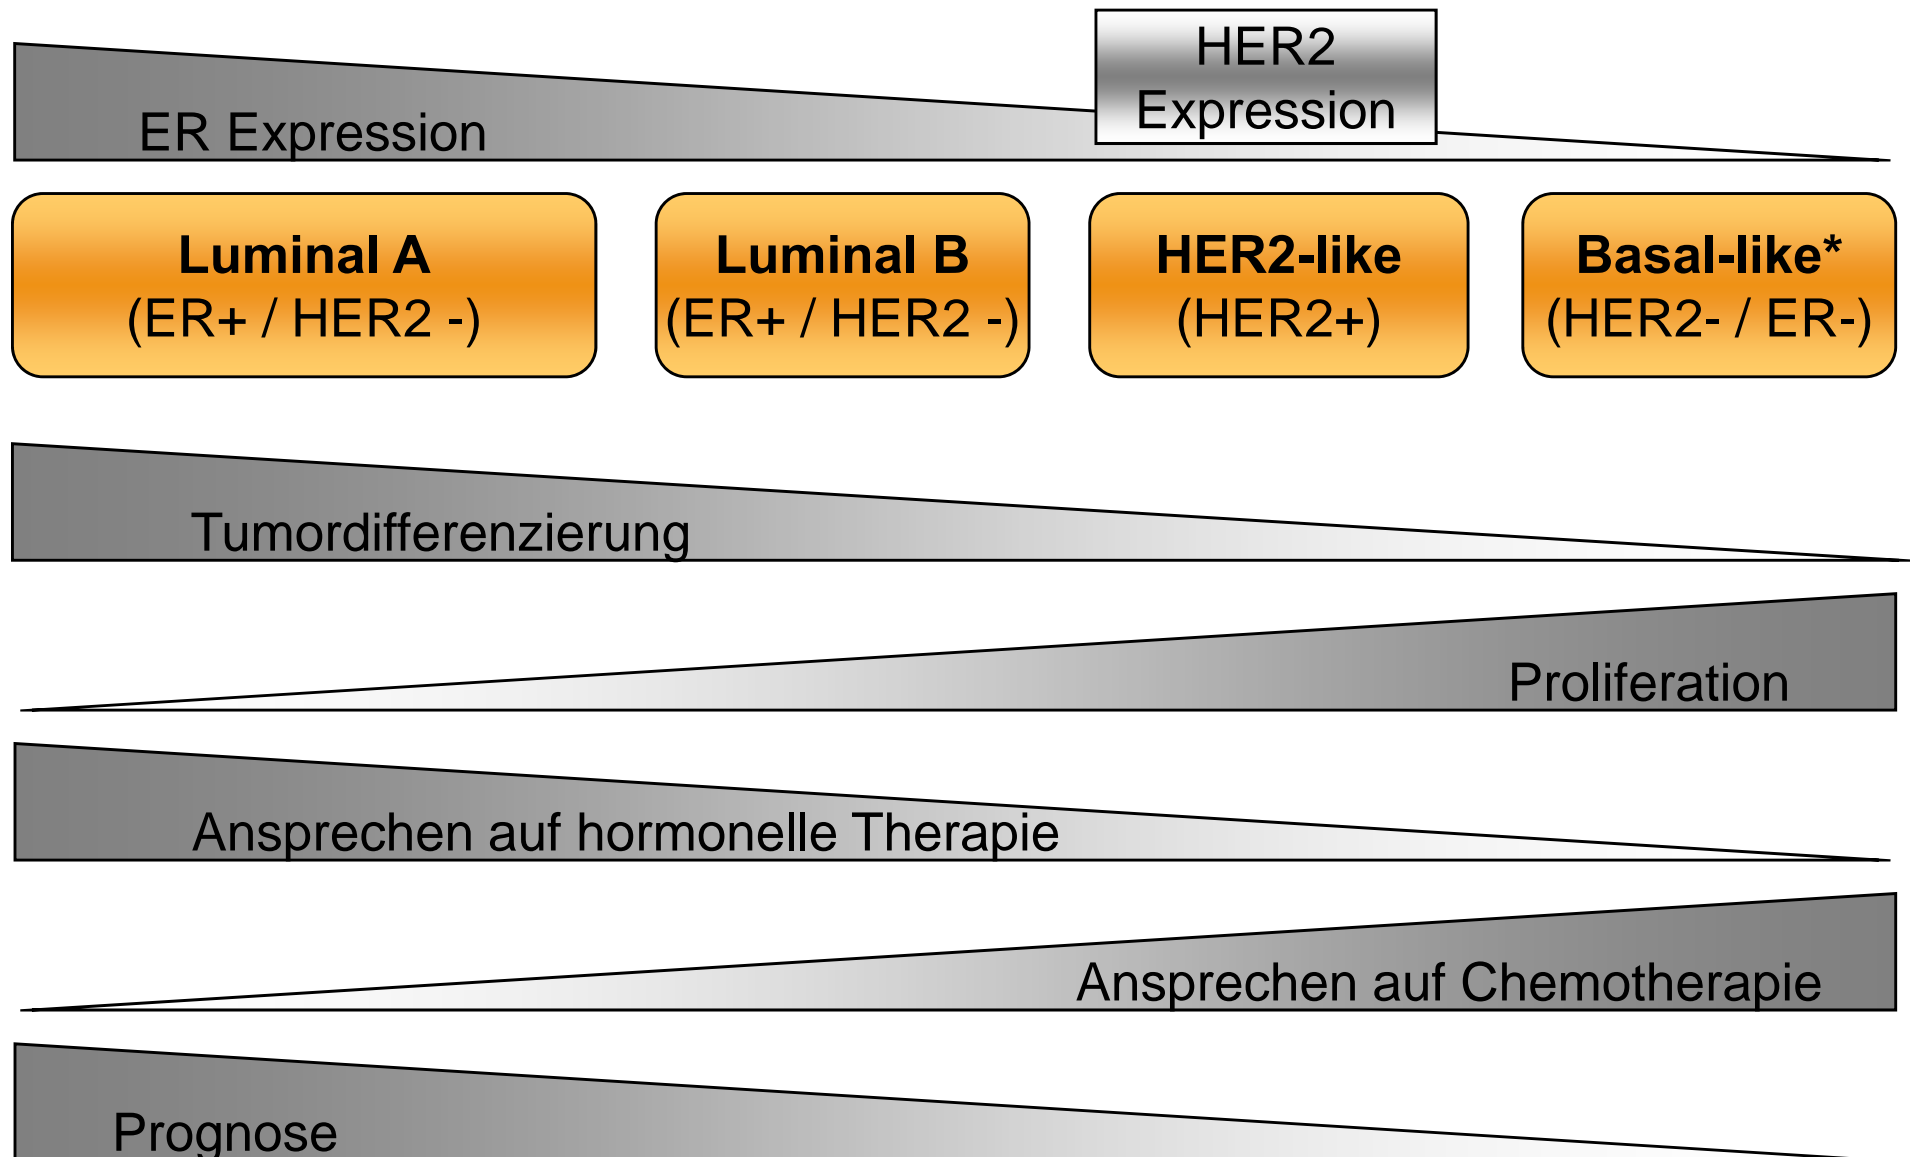 HER2
Expression
ER Expression
Luminal A
(ER+ / HER2 -)
Luminal B
(ER+ / HER2 -)
HER2-like
(HER2+)
Basal-like*
(HER2- / ER-)
Tumordifferenzierung
Proliferation
Ansprechen auf hormonelle Therapie
Ansprechen auf Chemotherapie
Prognose